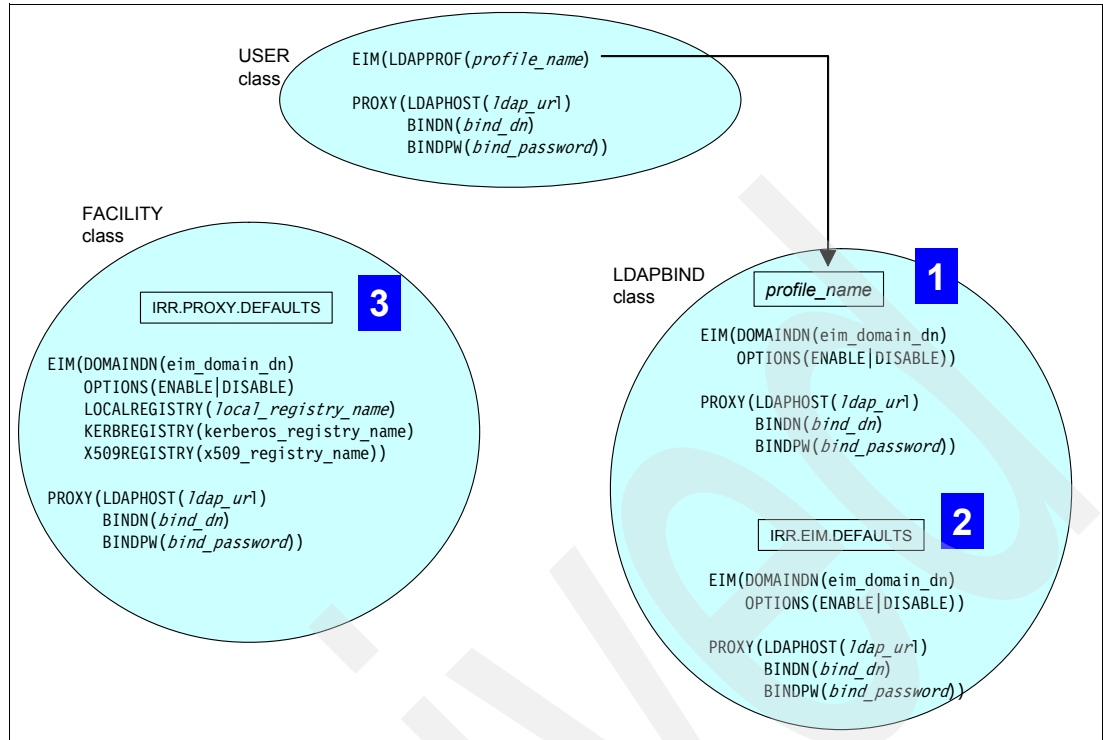 USER
class
EIM(LDAPPROF(profile_name)
PROXY(LDAPHOST(ldap_url)
BINDN(bind_dn)
BINDPW(bind_password))
FACILITY
class
3
IRR.PROXY.DEFAULTS
EIM(DOMAINDN(eim_domain_dn)
OPTIONS(ENABLE|DISABLE)
LOCALREGISTRY(local_registry_name)
KERBREGISTRY(kerberos_registry_name)
X509REGISTRY(x509_registry_name))
PROXY(LDAPHOST(ldap_url)
BINDN(bind_dn)
BINDPW(bind_password))
LDAPBIND
class
1
profile_name
EIM(DOMAINDN(eim_domain_dn)
OPTIONS(ENABLE|DISABLE))
PROXY(LDAPHOST(ldap_url)
BINDN(bind_dn)
BINDPW(bind_password))
2
IRR.EIM.DEFAULTS
EIM(DOMAINDN(eim_domain_dn)
OPTIONS(ENABLE|DISABLE))
PROXY(LDAPHOST(ldap_url)
BINDN(bind_dn)
BINDPW(bind_password))